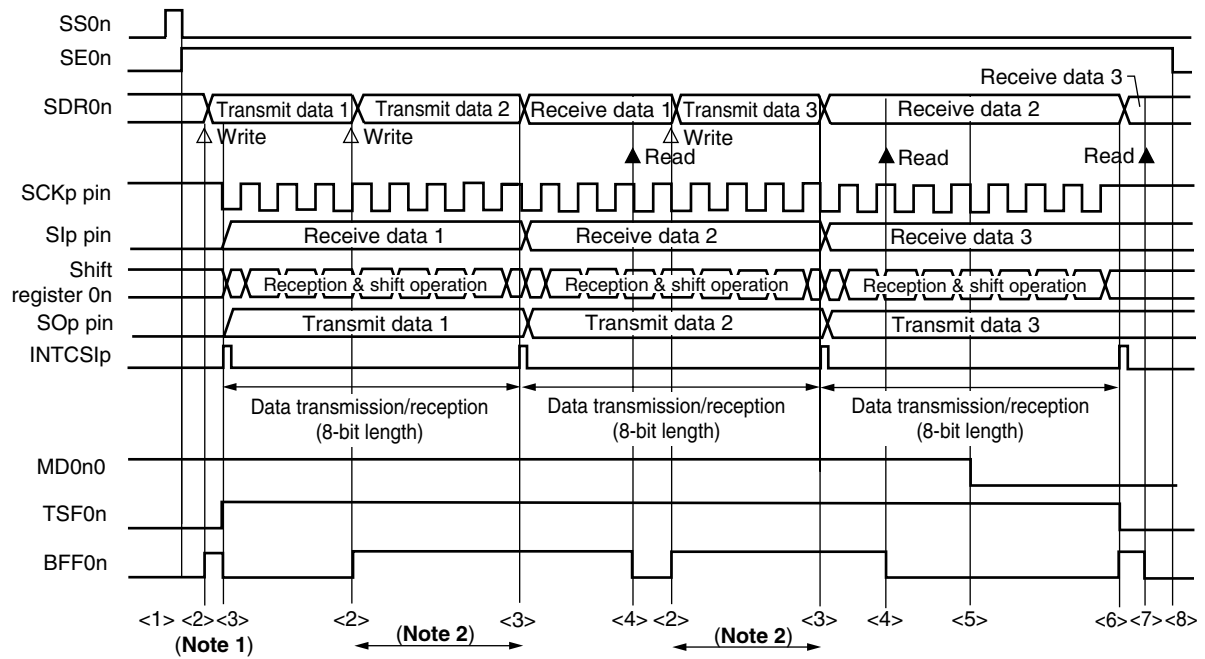 SS0n
SE0n
Receive data 3
SDR0n
Transmit data 1 Transmit data 2 Receive data 1 Transmit data 3 Receive data 2
Write Write Write
Read Read Read
SCKp pin
SIp pin Receive data 1 Receive data 2 Receive data 3
Shift
register 0n Reception & shift operation Reception & shift operation Reception & shift operation
SOp pin Transmit data 1 Transmit data 2 Transmit data 3
INTCSIp
Data transmission/reception Data transmission/reception Data transmission/reception
(8-bit length) (8-bit length) (8-bit length)
MD0n0
TSF0n
BFF0n
<1> <2> <3> <2> <3> <4> <2> <3> <4> <5> <6> <7> <8>
(Note 1) (Note 2) (Note 2)